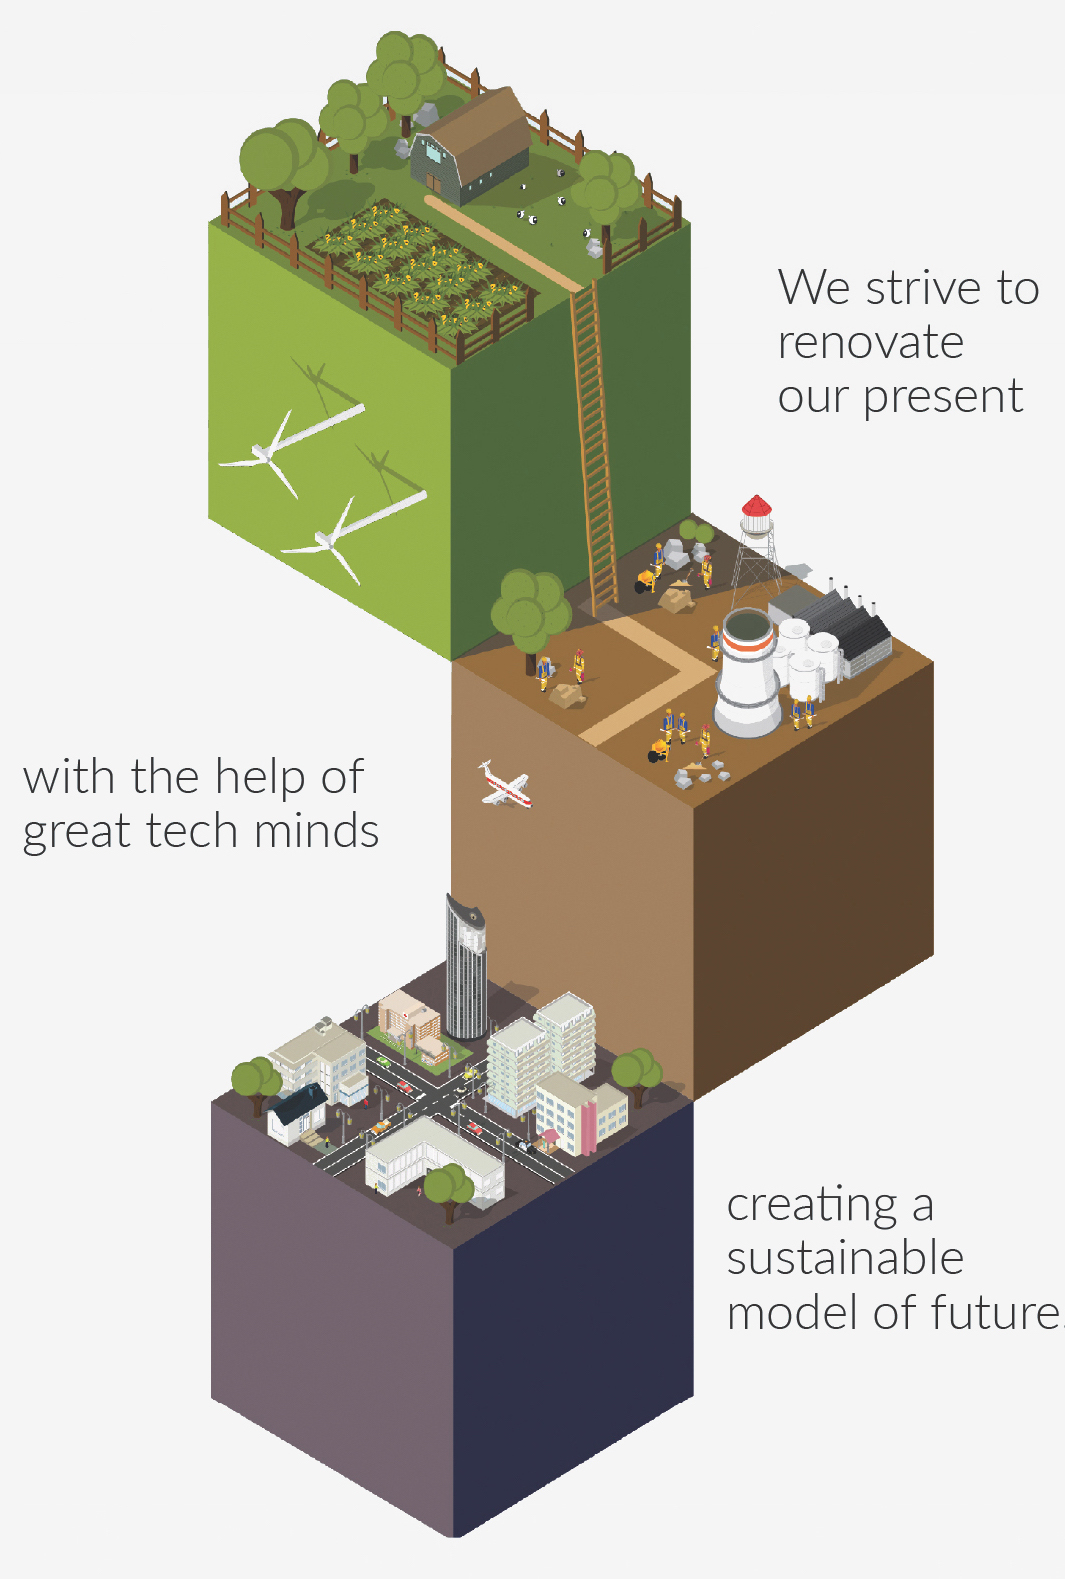 We strive to
renovate
our present
with the help of
great tech minds
creating a
sustainable
model of future.